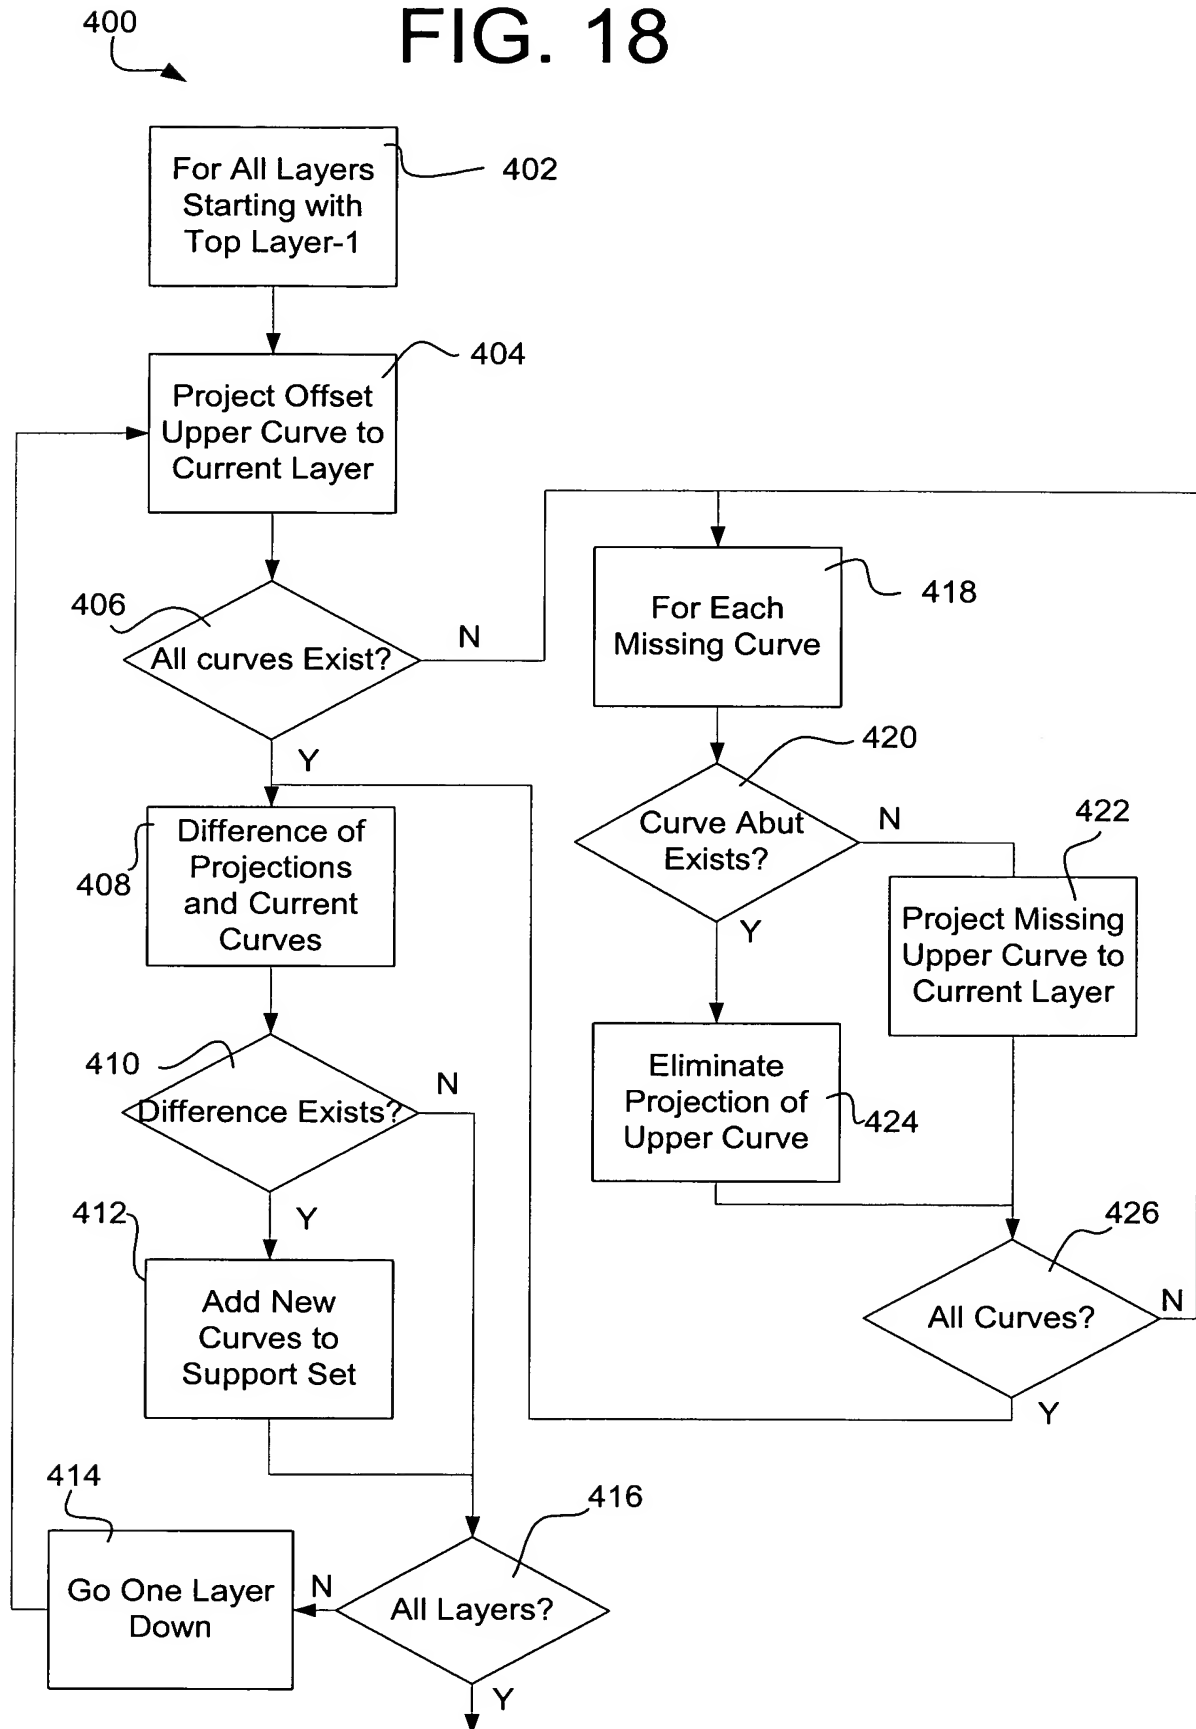 400
FIG. 18
For All Layers
Starting with
Top Layer-1
402
Project Offset
Upper Curve to
Current Layer
404
406
All curves Exist?
N
Y
For Each
Missing Curve
418
420
Curve Abut
Exists?
N
Y
422
Project Missing
Upper Curve to
Current Layer
408
Difference of
Projections
and Current
Curves
Eliminate
Projection of
Upper Curve
424
410
Difference Exists?
N
Y
426
All Curves?
N
Y
412
Add New
Curves to
Support Set
414
Go One Layer
Down
416
All Layers?
N
Y